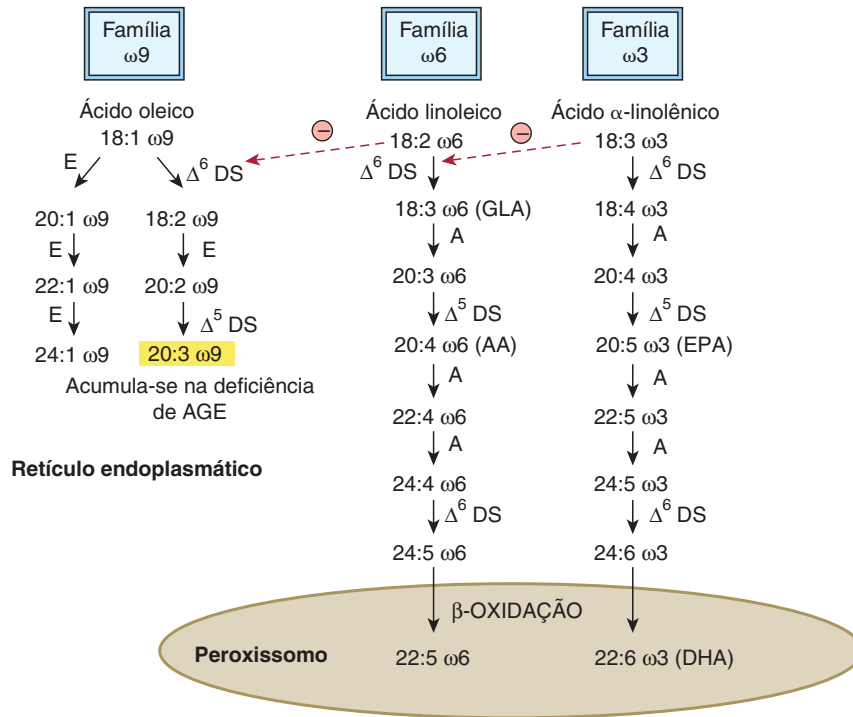 Família
ω9
Família
ω6
Família
ω3
Ácido oleico
18:1 ω9
Ácido linoleico
18:2 ω6
Ácido α-linolênico
18:3 ω3
−
−
E
Δ⁶ DS
Δ⁶ DS
Δ⁶ DS
20:1 ω9
18:2 ω9
18:3 ω6 (GLA)
18:4 ω3
E
E
A
A
22:1 ω9
20:2 ω9
20:3 ω6
20:4 ω3
E
Δ⁵ DS
Δ⁵ DS
Δ⁵ DS
24:1 ω9
20:3 ω9
20:4 ω6 (AA)
20:5 ω3 (EPA)
Acumula-se na deficiência
de AGE
A
A
22:4 ω6
22:5 ω3
Retículo endoplasmático
A
A
24:4 ω6
24:5 ω3
Δ⁶ DS
Δ⁶ DS
24:5 ω6
24:6 ω3
β-OXIDAÇÃO
Peroxissomo
22:5 ω6
22:6 ω3 (DHA)